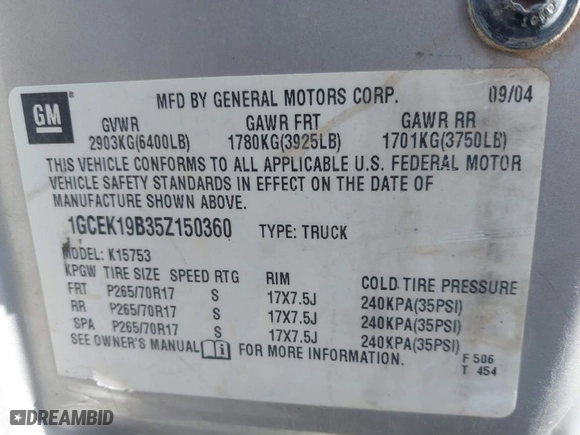 GM ®
MFD BY GENERAL MOTORS CORP. 09/04
GVWR GAWR FRT GAWR RR
2903KG(6400LB) 1780KG(3925LB) 1701KG(3750LB)
THIS VEHICLE CONFORMS TO ALL APPLICABLE U.S. FEDERAL MOTOR
VEHICLE SAFETY STANDARDS IN EFFECT ON THE DATE OF
MANUFACTURE SHOWN ABOVE.
1GCEK19B35Z150360 TYPE: TRUCK
MODEL: K15753
KPGW TIRE SIZE SPEED RTG RIM COLD TIRE PRESSURE
FRT P265/70R17 S 17X7.5J 240KPA(35PSI)
RR P265/70R17 S 17X7.5J 240KPA(35PSI)
SPA P265/70R17 S 17X7.5J 240KPA(35PSI)
SEE OWNER'S MANUAL FOR MORE INFORMATION.
F 506
T 454
DREAMBID